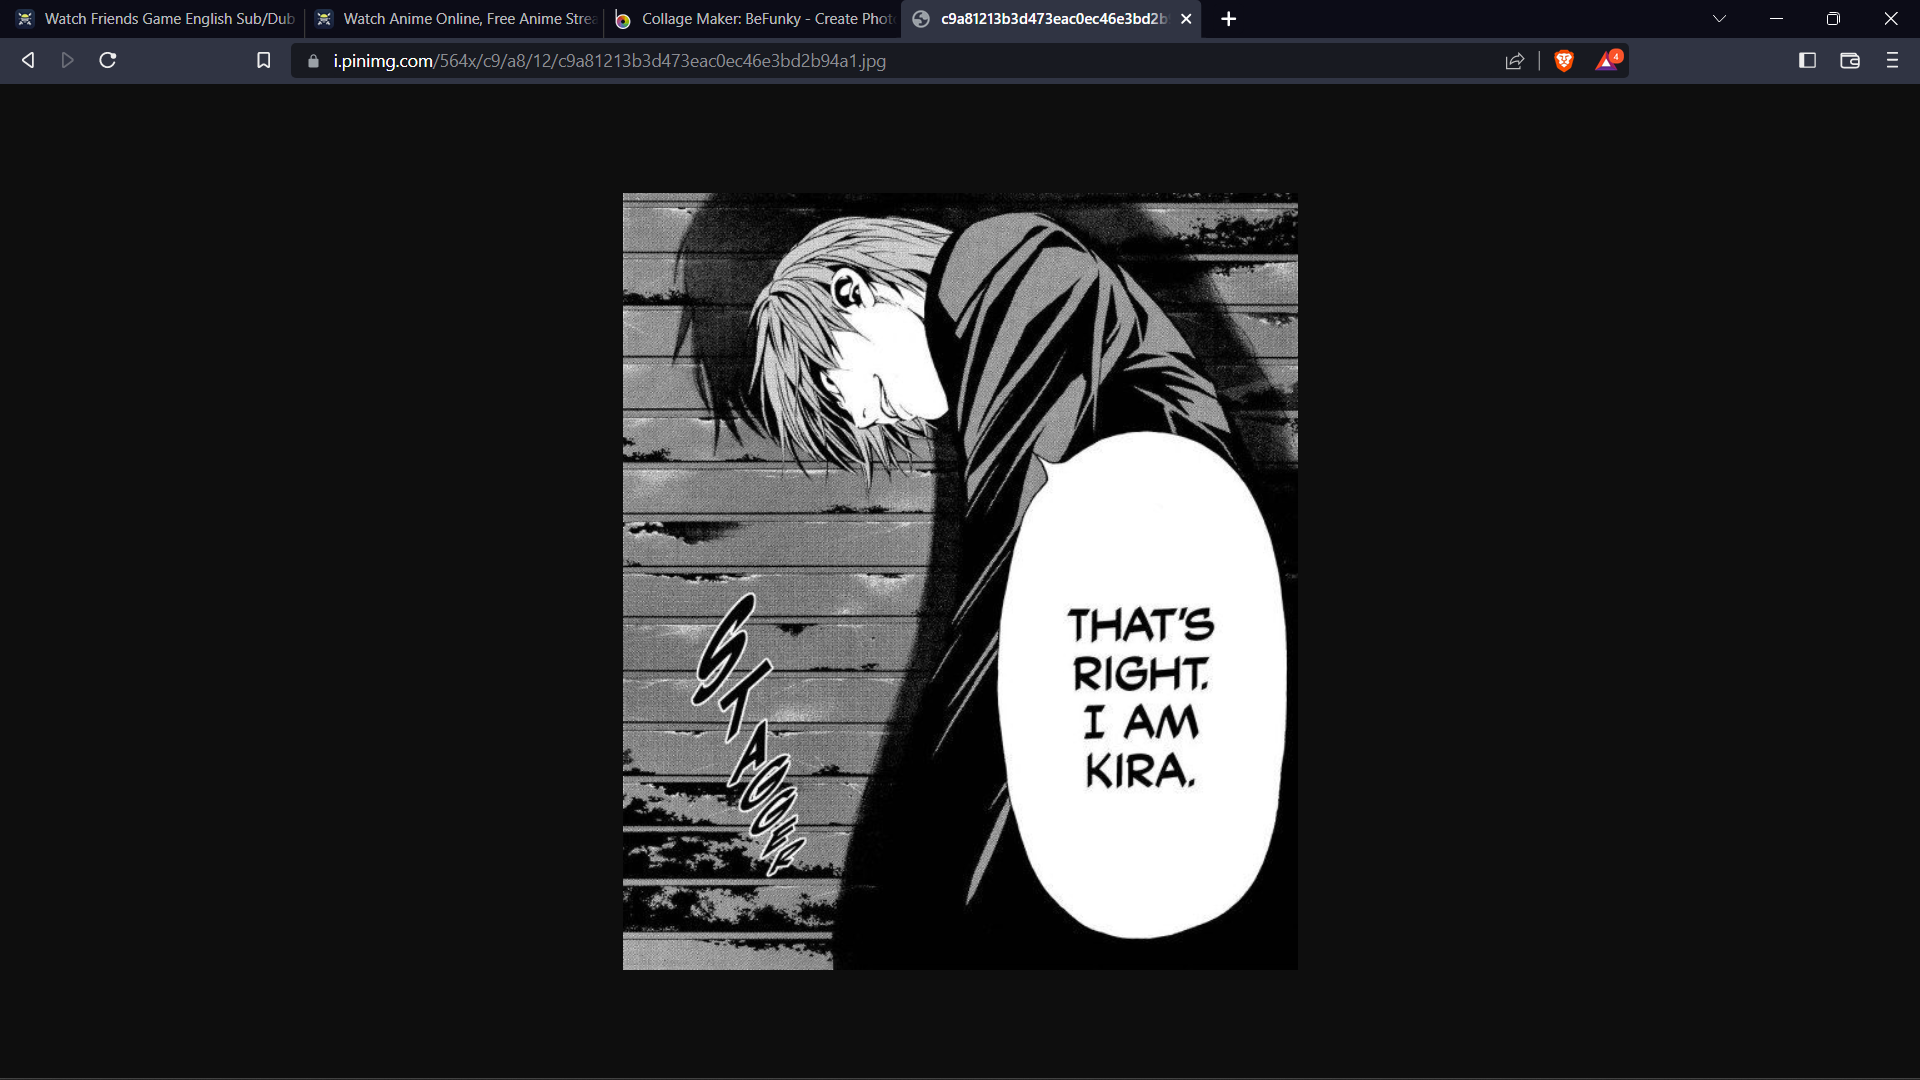 Watch Friends Game English Sub/Dub
Watch Anime Online, Free Anime Strea
Collage Maker: BeFunky - Create Phot
c9a81213b3d473eac0ec46e3bd2b
i.pinimg.com/564x/c9/a8/12/c9a81213b3d473eac0ec46e3bd2b94a1.jpg
4
THAT'S
RIGHT.
I AM
KIRA.
STAGGER